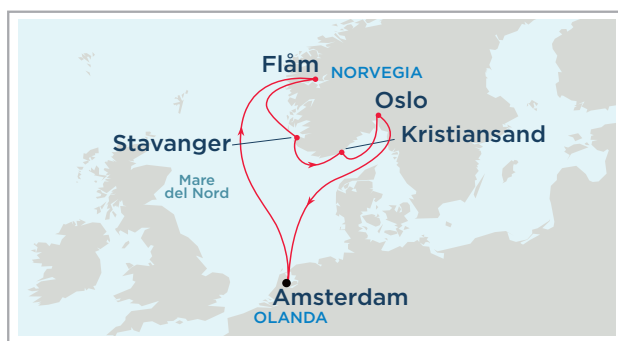 Flåm
NORVEGIA
Oslo
Stavanger
Kristiansand
Mare
del Nord
Amsterdam
OLANDA